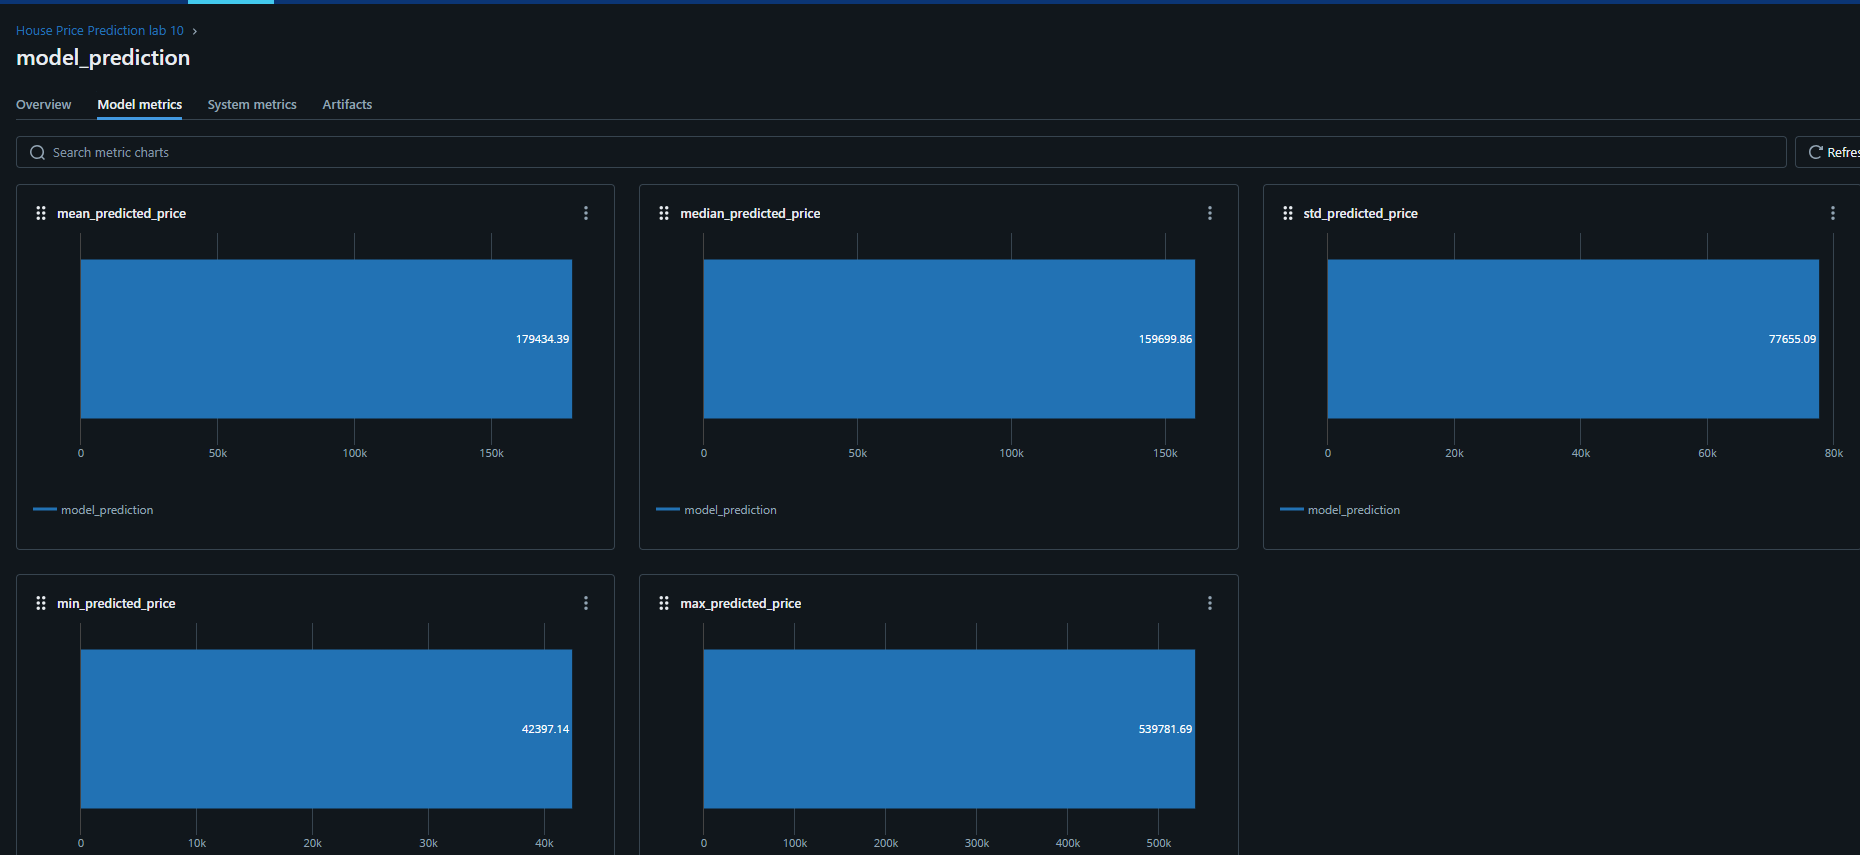 House Price Prediction lab 10 ›
model_prediction
Overview Model metrics System metrics Artifacts
Search metric charts
Refres
mean_predicted_price
179434.39
0 50k 100k 150k
model_prediction
median_predicted_price
159699.86
0 50k 100k 150k
model_prediction
std_predicted_price
77655.09
0 20k 40k 60k 80k
model_prediction
min_predicted_price
42397.14
0 10k 20k 30k 40k
max_predicted_price
539781.69
0 100k 200k 300k 400k 500k